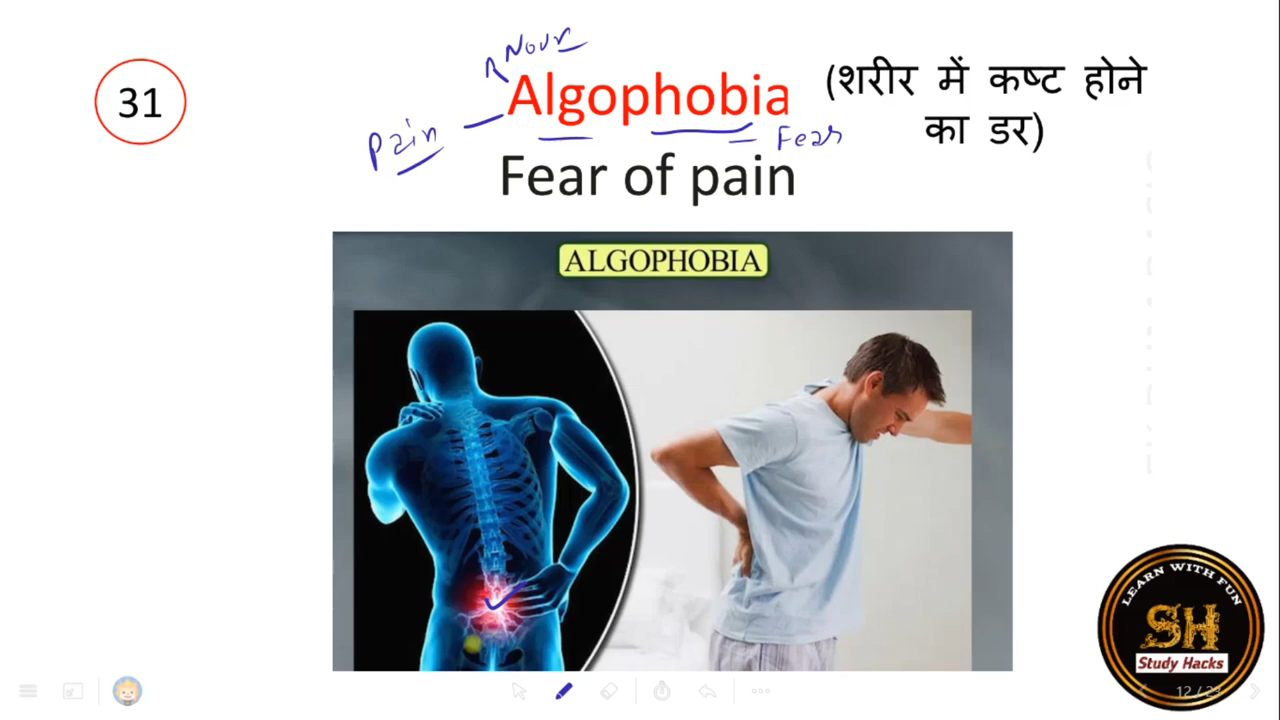 Noun
31
Algophobia
(शरीर में कष्ट होने
का डर)
Pain
= Fear
Fear of pain
ALGOPHOBIA
LEARN WITH FUN
SH
Study Hacks